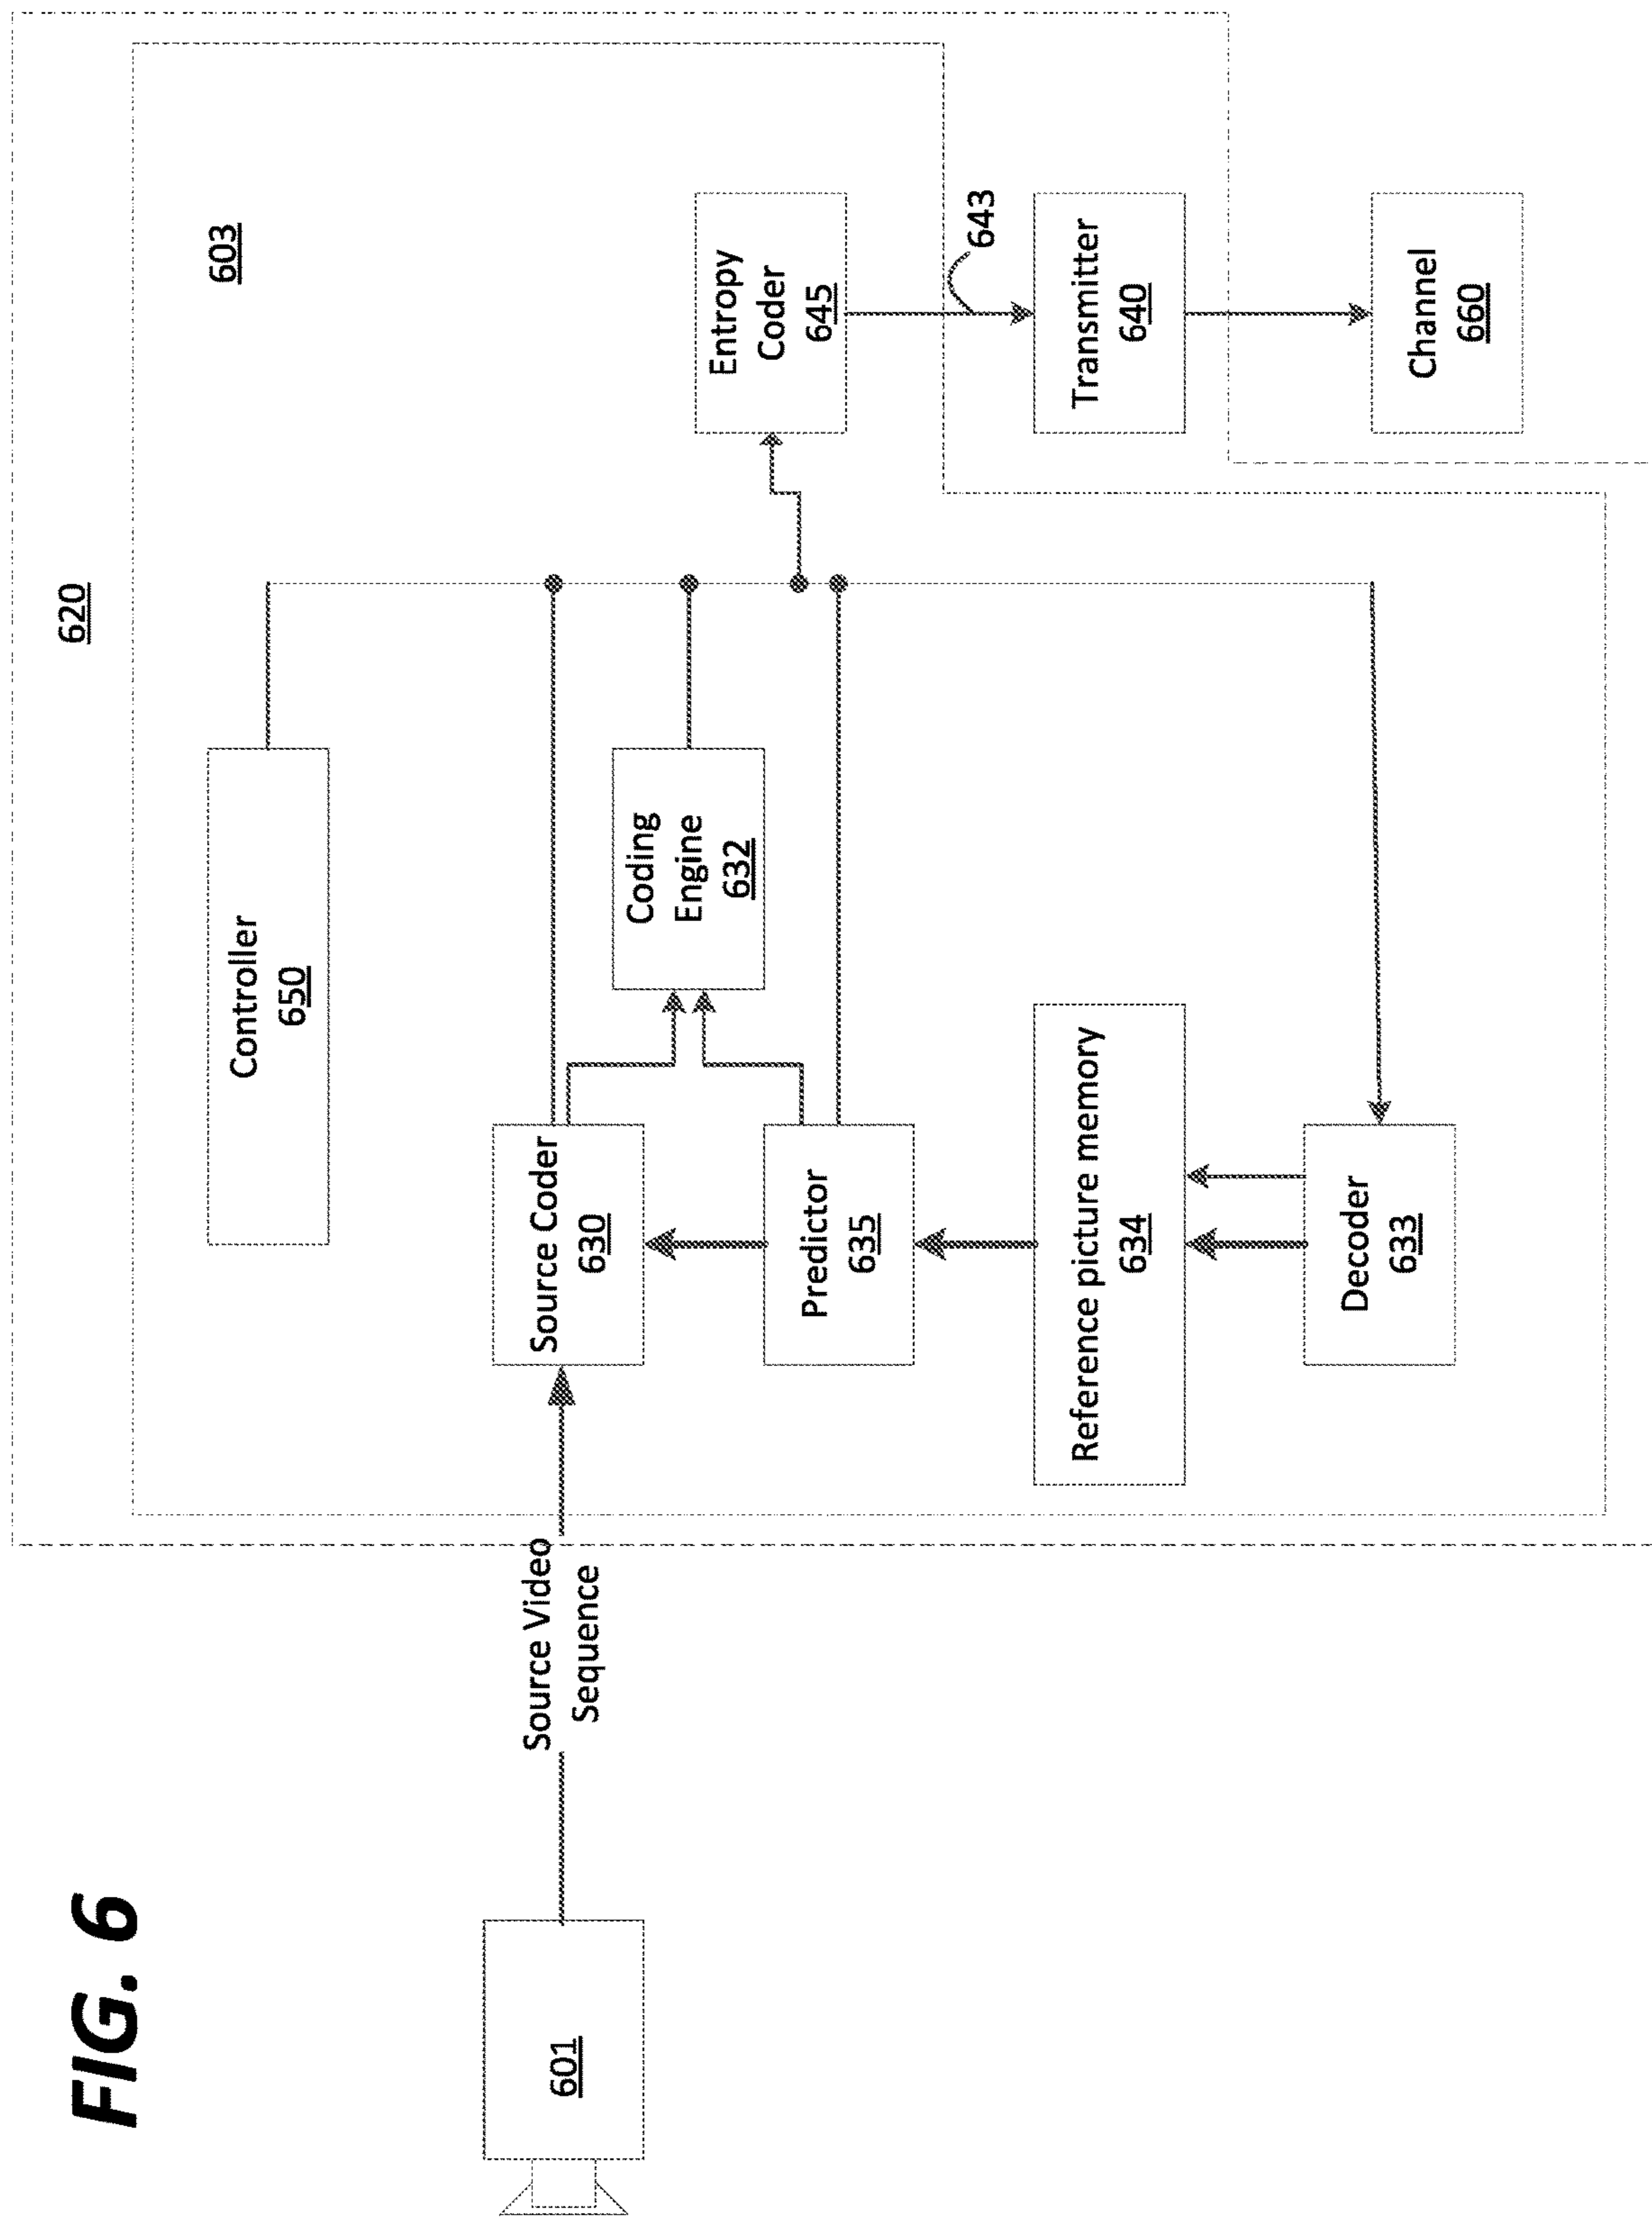 FIG. 6
620
603
Controller
650
Source Video
Sequence
601
Source Coder
630
Coding
Engine
632
Entropy
Coder
645
Predictor
635
643
Reference picture memory
634
Transmitter
640
Decoder
633
Channel
660